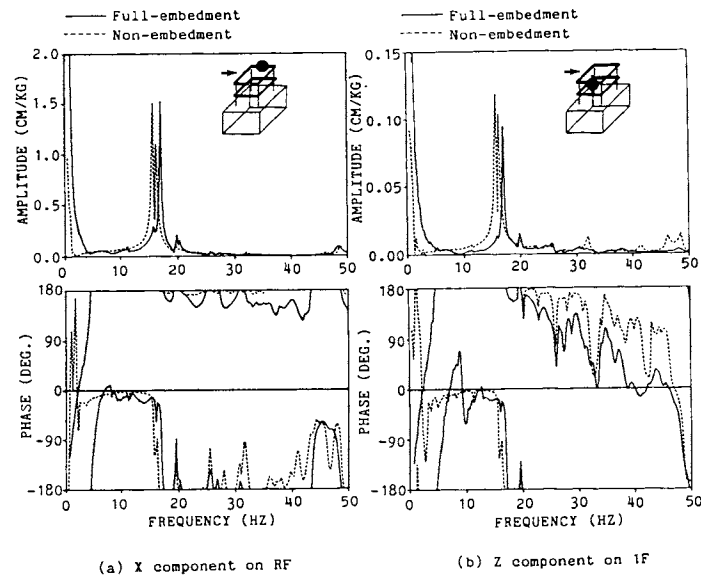 Full-embedment
Non-embedment
AMPLITUDE (CM/KG)
2.0
1.5
1.0
0.5
0.0
0 10 20 30 40 50
PHASE (DEG.)
180
90
0
-90
-180
0 10 20 30 40 50
FREQUENCY (HZ)
(a) X component on RF
Full-embedment
Non-embedment
AMPLITUDE (CM/KG)
0.15
0.10
0.05
0.00
0 10 20 30 40 50
PHASE (DEG.)
180
90
0
-90
-180
0 10 20 30 40 50
FREQUENCY (HZ)
(b) Z component on 1F